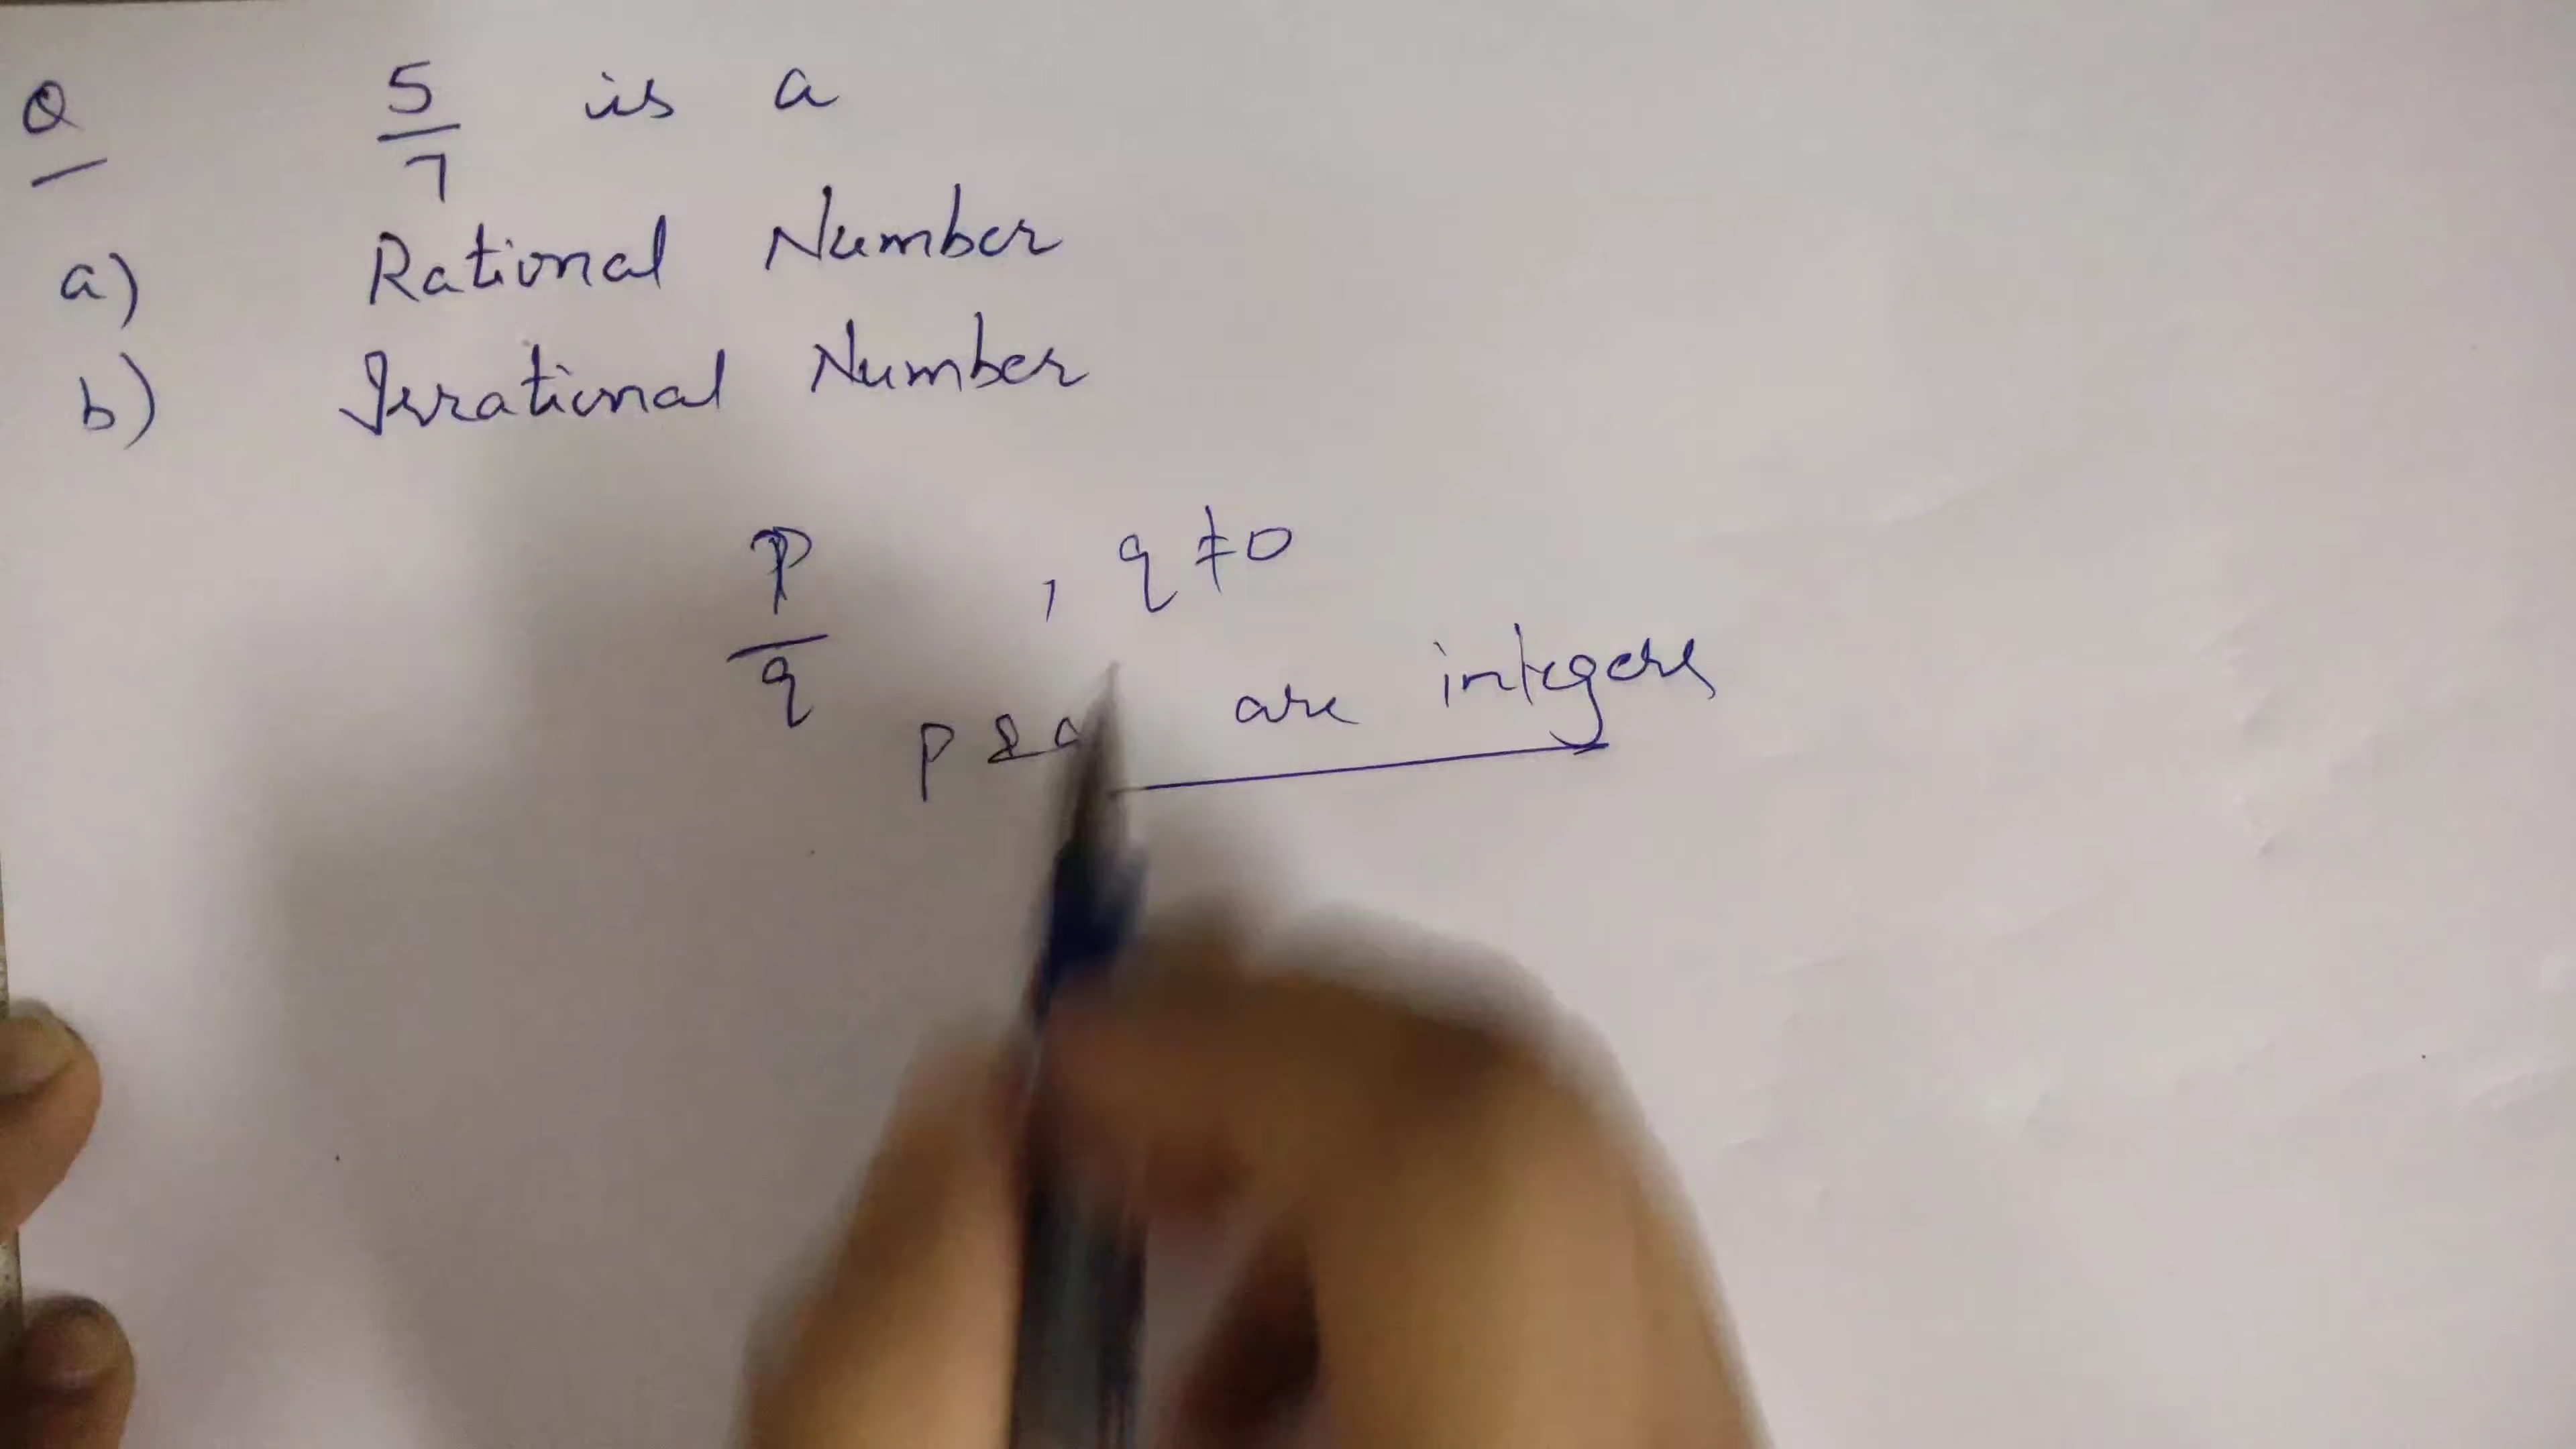 Q 5/7 is a
a) Rational Number
b) Irrational Number
p/q , q ≠ 0
p & q are integers